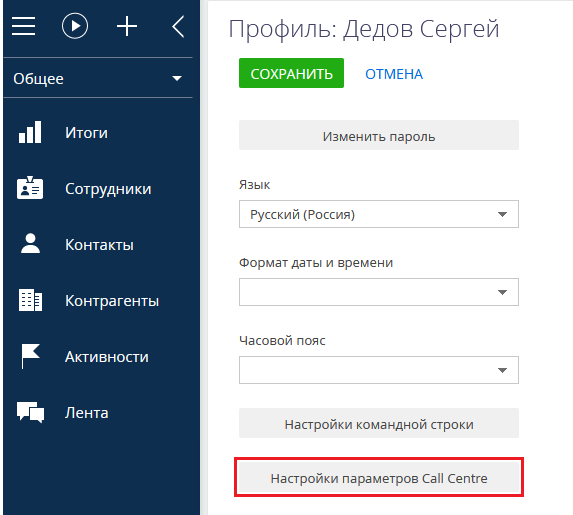 Профиль: Дедов Сергей
СОХРАНИТЬ
ОТМЕНА
Общее
Итоги
Сотрудники
Контакты
Контрагенты
Активности
Лента
Изменить пароль
Язык
Русский (Россия)
Формат даты и времени
Часовой пояс
Настройки командной строки
Настройки параметров Call Centre